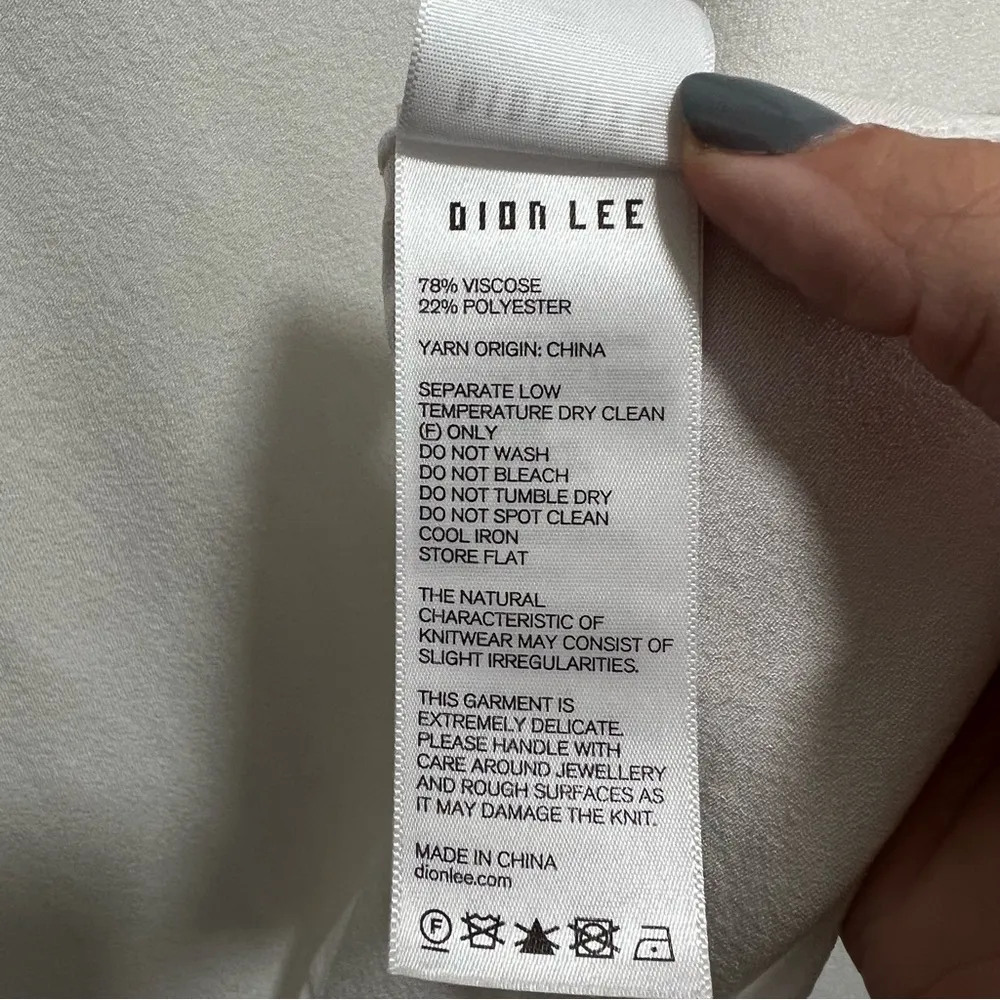 DION LEE
78% VISCOSE
22% POLYESTER
YARN ORIGIN: CHINA
SEPARATE LOW
TEMPERATURE DRY CLEAN
Ⓕ ONLY
DO NOT WASH
DO NOT BLEACH
DO NOT TUMBLE DRY
DO NOT SPOT CLEAN
COOL IRON
STORE FLAT
THE NATURAL
CHARACTERISTIC OF
KNITWEAR MAY CONSIST OF
SLIGHT IRREGULARITIES.
THIS GARMENT IS
EXTREMELY DELICATE.
PLEASE HANDLE WITH
CARE AROUND JEWELLERY
AND ROUGH SURFACES AS
IT MAY DAMAGE THE KNIT.
MADE IN CHINA
dionlee.com
Ⓕ